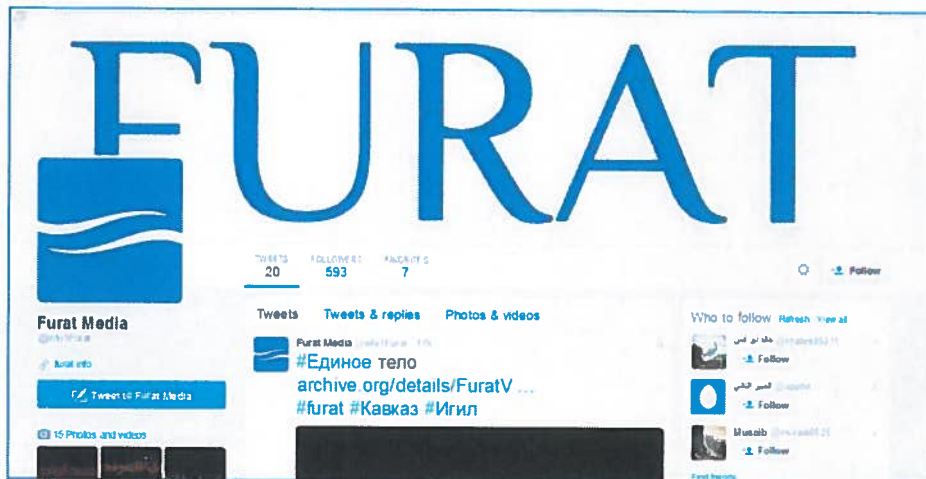 FURAT
TWEETS FOLLOWERS FAVORITES
20 593 7
Follow
Furat Media
furat info
Tweet to Furat Media
15 Photos and videos
Tweets Tweets & replies Photos & videos
Furat Media
#Единое тело
archive.org/details/FuratV ...
#furat #Кавказ #Игил
Who to follow Refresh View all
Follow
Follow
Musaib
Follow
Find friends